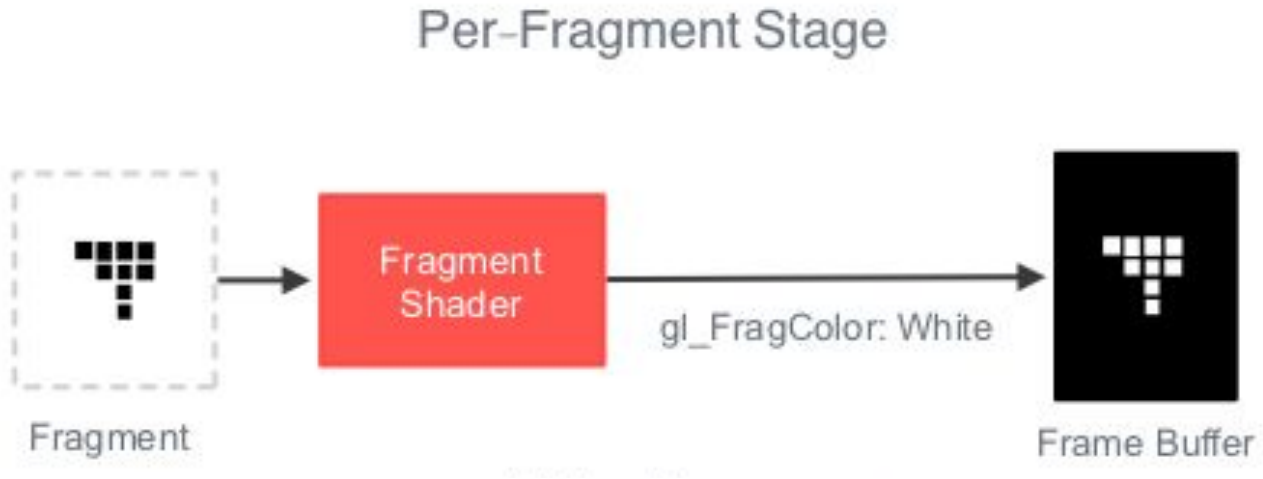 Per-Fragment Stage
Fragment
Shader
gl_FragColor: White
Fragment
Frame Buffer